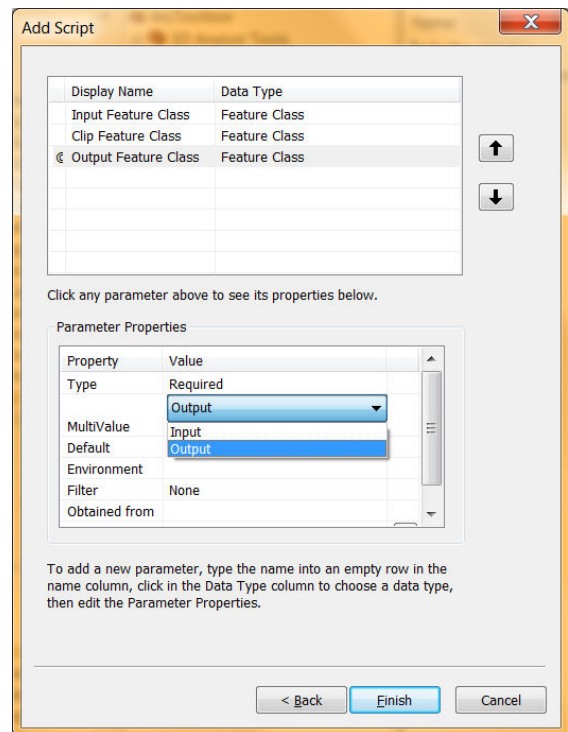 Add Script
Display Name Data Type
Input Feature Class Feature Class
Clip Feature Class Feature Class
Output Feature Class Feature Class
Click any parameter above to see its properties below.
Parameter Properties
Property Value
Type Required
Output
MultiValue
Input
Default
Output
Environment
Filter None
Obtained from
To add a new parameter, type the name into an empty row in the
name column, click in the Data Type column to choose a data type,
then edit the Parameter Properties.
< Back Finish Cancel